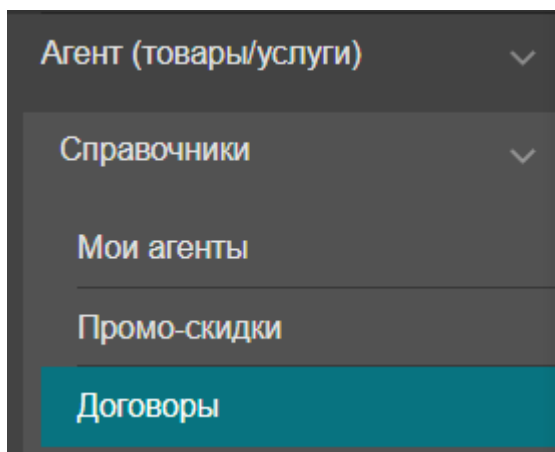 Агент (товары/услуги)
Справочники
Мои агенты
Промо-скидки
Договоры